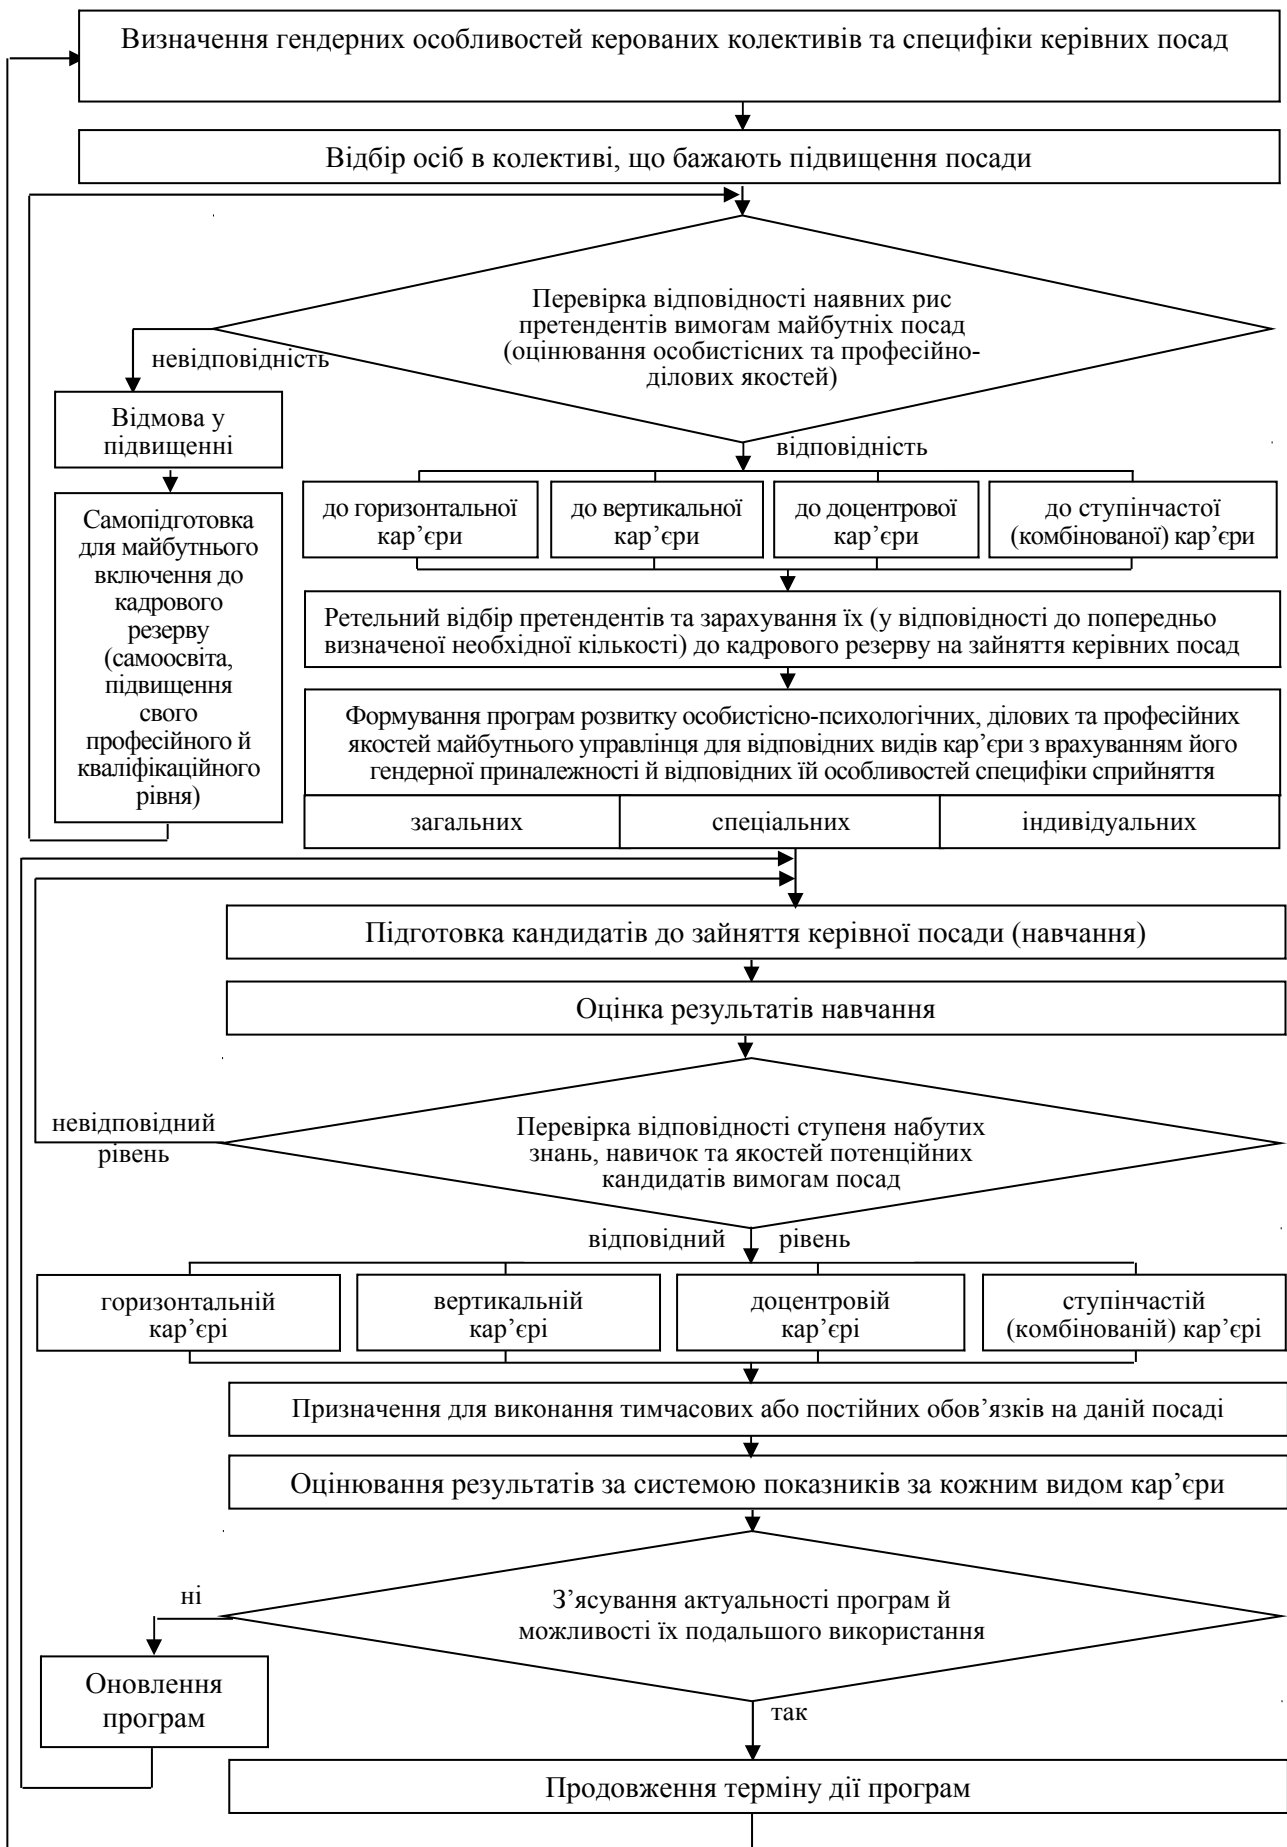 Визначення гендерних особливостей керованих колективів та специфіки керівних посад
Відбір осіб в колективі, що бажають підвищення посади
Перевірка відповідності наявних рис
претендентів вимогам майбутніх посад
(оцінювання особистісних та професійно-
ділових якостей)
невідповідність
Відмова у
підвищенні
відповідність
Самопідготовка
для майбутнього
включення до
кадрового
резерву
(самоосвіта,
підвищення
свого
професійного й
кваліфікаційного
рівня)
до горизонтальної
кар’єри
до вертикальної
кар’єри
до доцентрової
кар’єри
до ступінчастої
(комбінованої) кар’єри
Ретельний відбір претендентів та зарахування їх (у відповідності до попередньо
визначеної необхідної кількості) до кадрового резерву на зайняття керівних посад
Формування програм розвитку особистісно-психологічних, ділових та професійних
якостей майбутнього управлінця для відповідних видів кар’єри з врахуванням його
гендерної приналежності й відповідних їй особливостей специфіки сприйняття
загальних
спеціальних
індивідуальних
Підготовка кандидатів до зайняття керівної посади (навчання)
Оцінка результатів навчання
невідповідний
рівень
Перевірка відповідності ступеня набутих
знань, навичок та якостей потенційних
кандидатів вимогам посад
відповідний рівень
горизонтальній
кар’єрі
вертикальній
кар’єрі
доцентровій
кар’єрі
ступінчастій
(комбінованій) кар’єрі
Призначення для виконання тимчасових або постійних обов’язків на даній посаді
Оцінювання результатів за системою показників за кожним видом кар’єри
ні
З’ясування актуальності програм й
можливості їх подальшого використання
Оновлення
програм
так
Продовження терміну дії програм